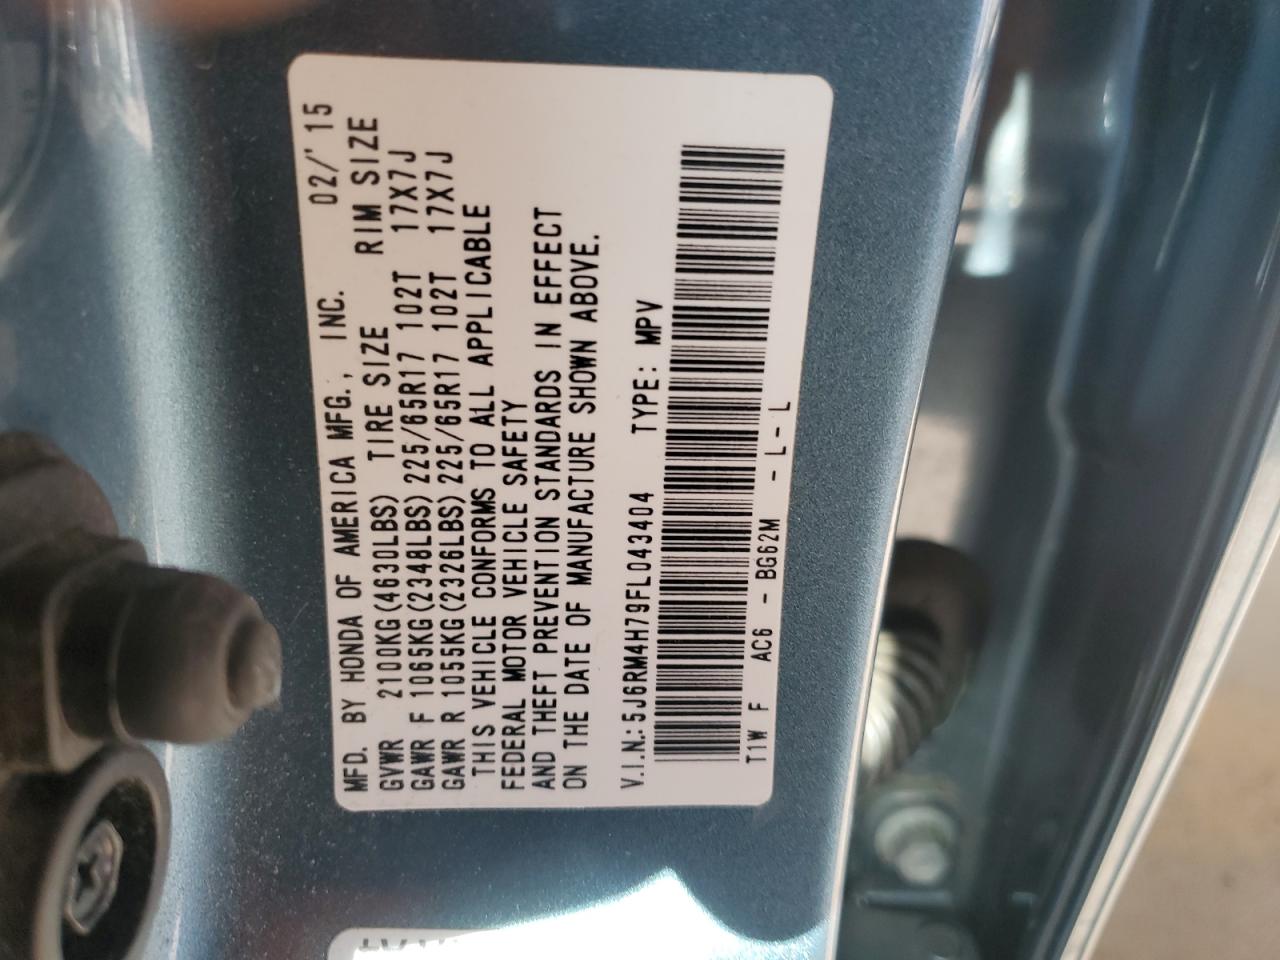 MFD. BY HONDA OF AMERICA MFG., INC. 02/'15
GVWR 2100KG(4630LBS) TIRE SIZE RIM SIZE
GAWR F 1065KG(2348LBS) 225/65R17 102T 17X7J
GAWR R 1055KG(2326LBS) 225/65R17 102T 17X7J
THIS VEHICLE CONFORMS TO ALL APPLICABLE
FEDERAL MOTOR VEHICLE SAFETY
AND THEFT PREVENTION STANDARDS IN EFFECT
ON THE DATE OF MANUFACTURE SHOWN ABOVE.
V.I.N.: 5J6RM4H79FL043404 TYPE: MPV
T1W F AC6 - BG62M - L - L